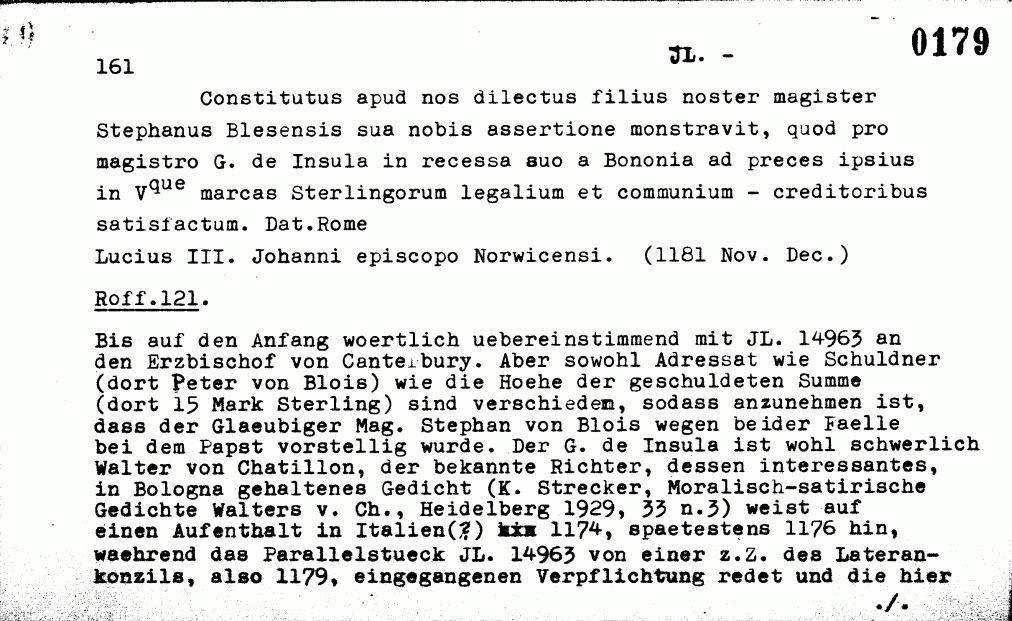 0179
161 JL. -
Constitutus apud nos dilectus filius noster magister
Stephanus Blesensis sua nobis assertione monstravit, quod pro
magistro G. de Insula in recessa suo a Bononia ad preces ipsius
in Vque marcas Sterlingorum legalium et communium - creditoribus
satisfactum. Dat.Rome
Lucius III. Johanni episcopo Norwicensi. (1181 Nov. Dec.)
Roff.121.
Bis auf den Anfang woertlich uebereinstimmend mit JL. 14963 an
den Erzbischof von Canterbury. Aber sowohl Adressat wie Schuldner
(dort Peter von Blois) wie die Hoehe der geschuldeten Summe
(dort 15 Mark Sterling) sind verschieden, sodass anzunehmen ist,
dass der Glaeubiger Mag. Stephan von Blois wegen beider Faelle
bei dem Papst vorstellig wurde. Der G. de Insula ist wohl schwerlich
Walter von Chatillon, der bekannte Richter, dessen interessantes,
in Bologna gehaltenes Gedicht (K. Strecker, Moralisch-satirische
Gedichte Walters v. Ch., Heidelberg 1929, 33 n.3) weist auf
einen Aufenthalt in Italien(?) 1174, spaetestens 1176 hin,
waehrend das Parallelstueck JL. 14963 von einer z.Z. des Lateran-
konzils, also 1179, eingegangenen Verpflichtung redet und die hier
./.